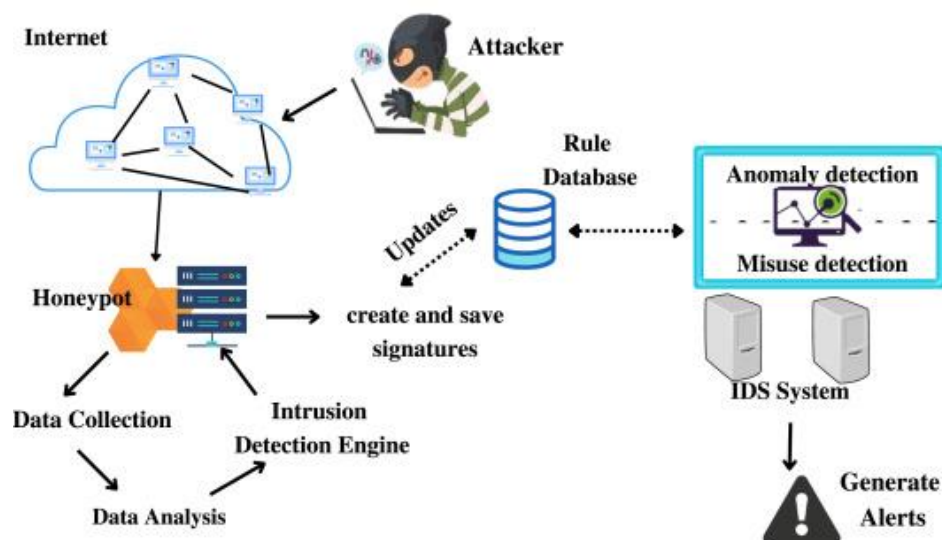 Internet
Attacker
Rule
Database
Anomaly detection
Misuse detection
Updates
Honeypot
create and save
signatures
IDS System
Data Collection
Intrusion
Detection Engine
Data Analysis
Generate
Alerts